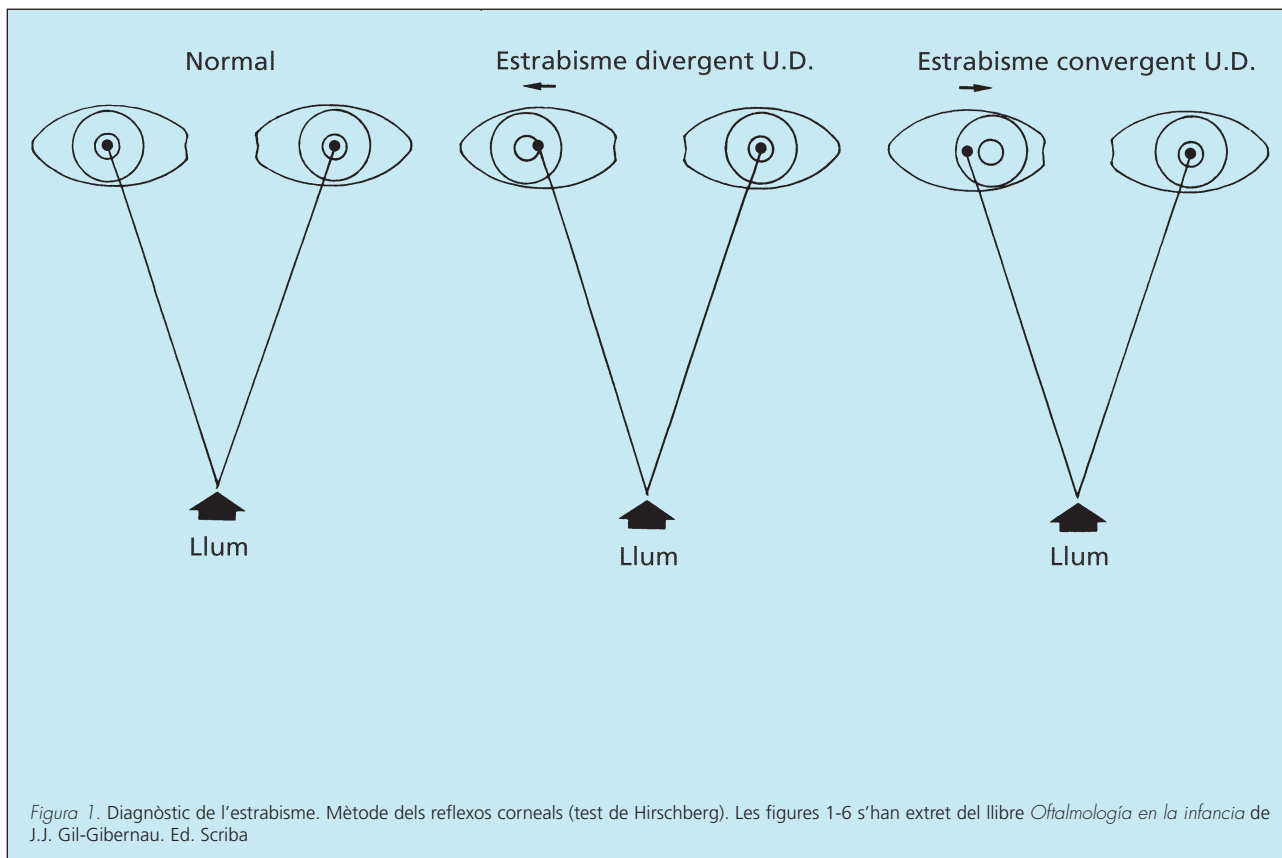 Normal
Estrabisme divergent U.D.
Estrabisme convergent U.D.
Llum
Llum
Llum
Figura 1. Diagnòstic de l'estrabisme. Mètode dels reflexos corneals (test de Hirschberg). Les figures 1-6 s'han extret del llibre Oftalmología en la infancia de
J.J. Gil-Gibernau. Ed. Scriba